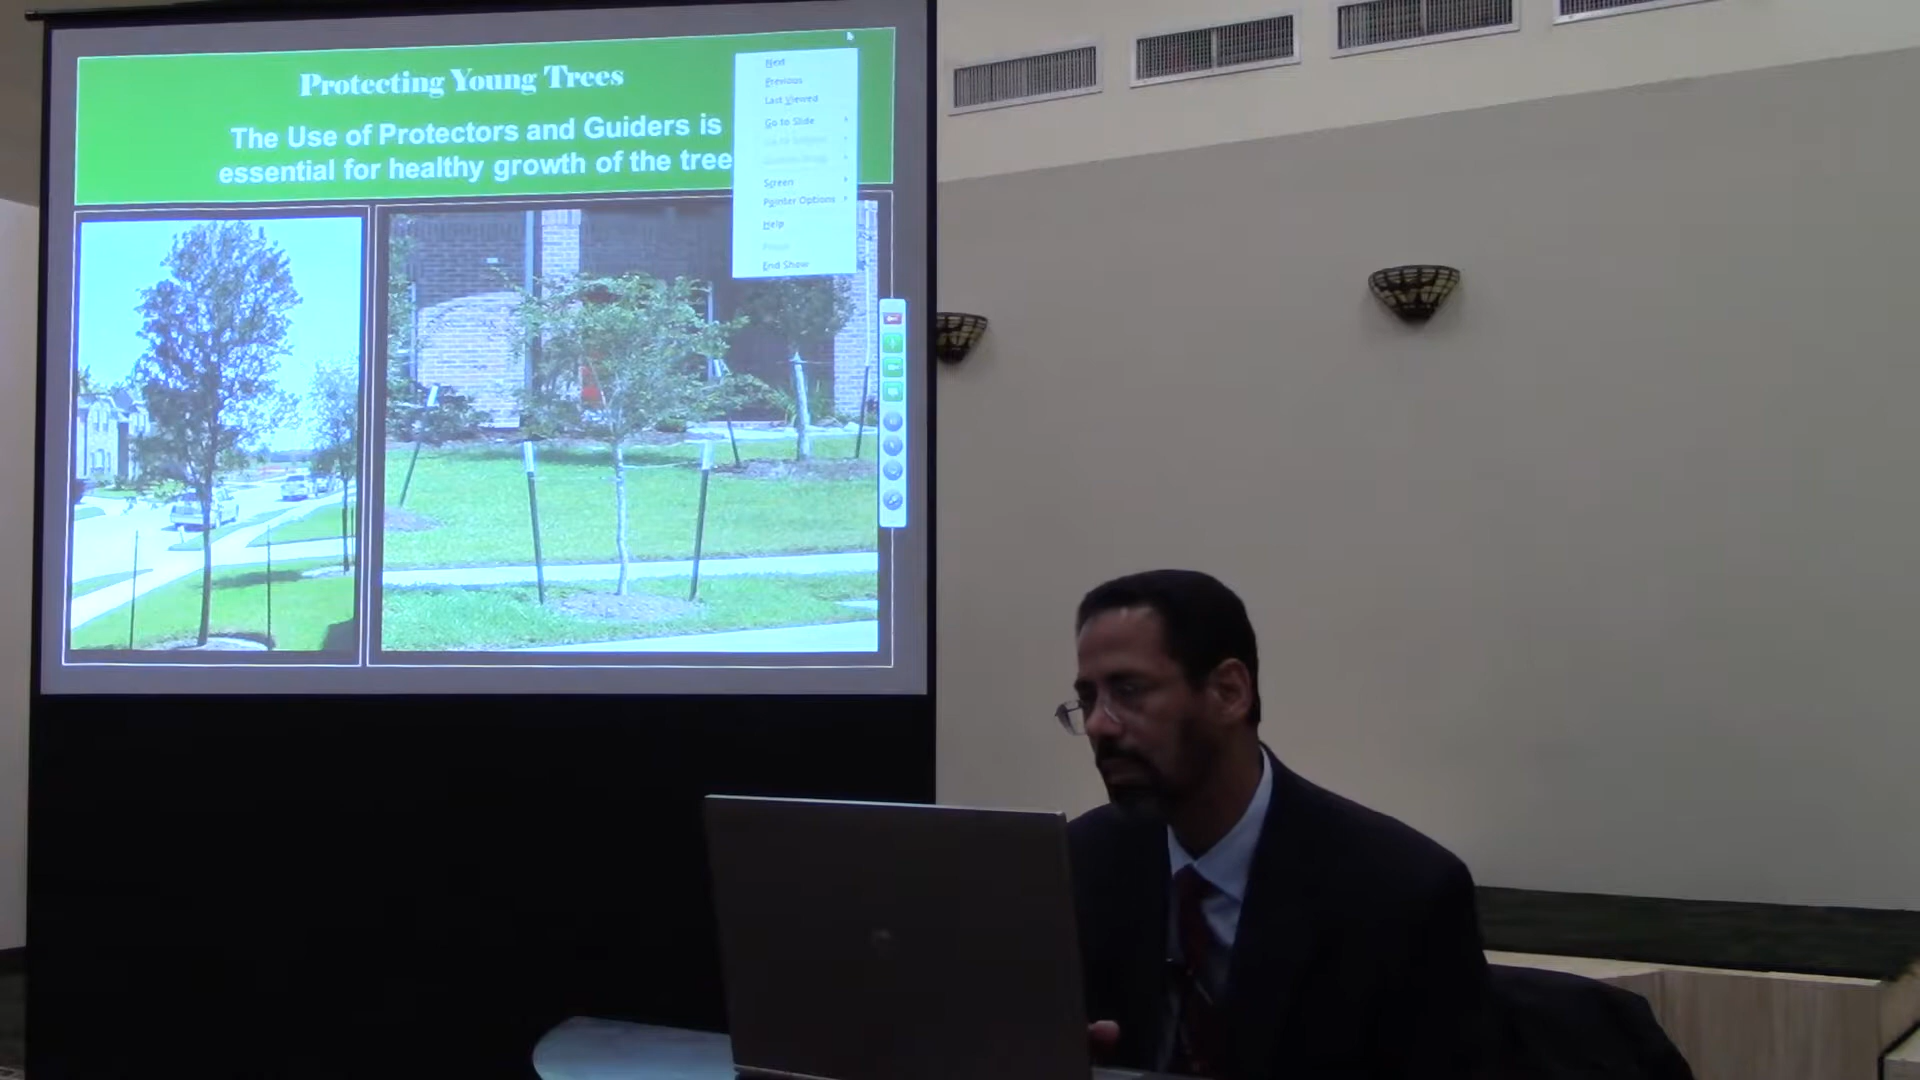 Protecting Young Trees
The Use of Protectors and Guiders is
essential for healthy growth of the tree
Next
Previous
Last Viewed
Go to Slide
Screen
Pointer Options
Help
End Show